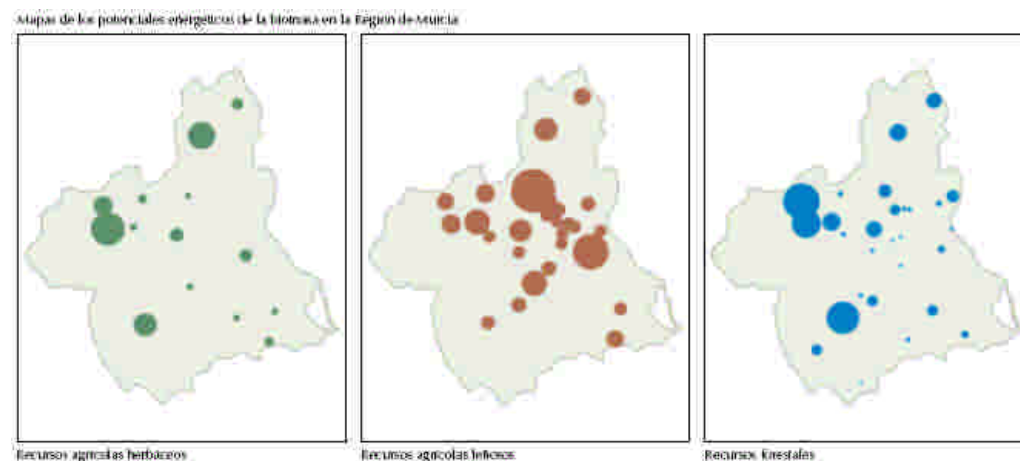 Mapas de los potenciales energéticos de la biomasa en la Región de Murcia
Recursos agrícolas herbáceos
Recursos agrícolas leñosos
Recursos forestales